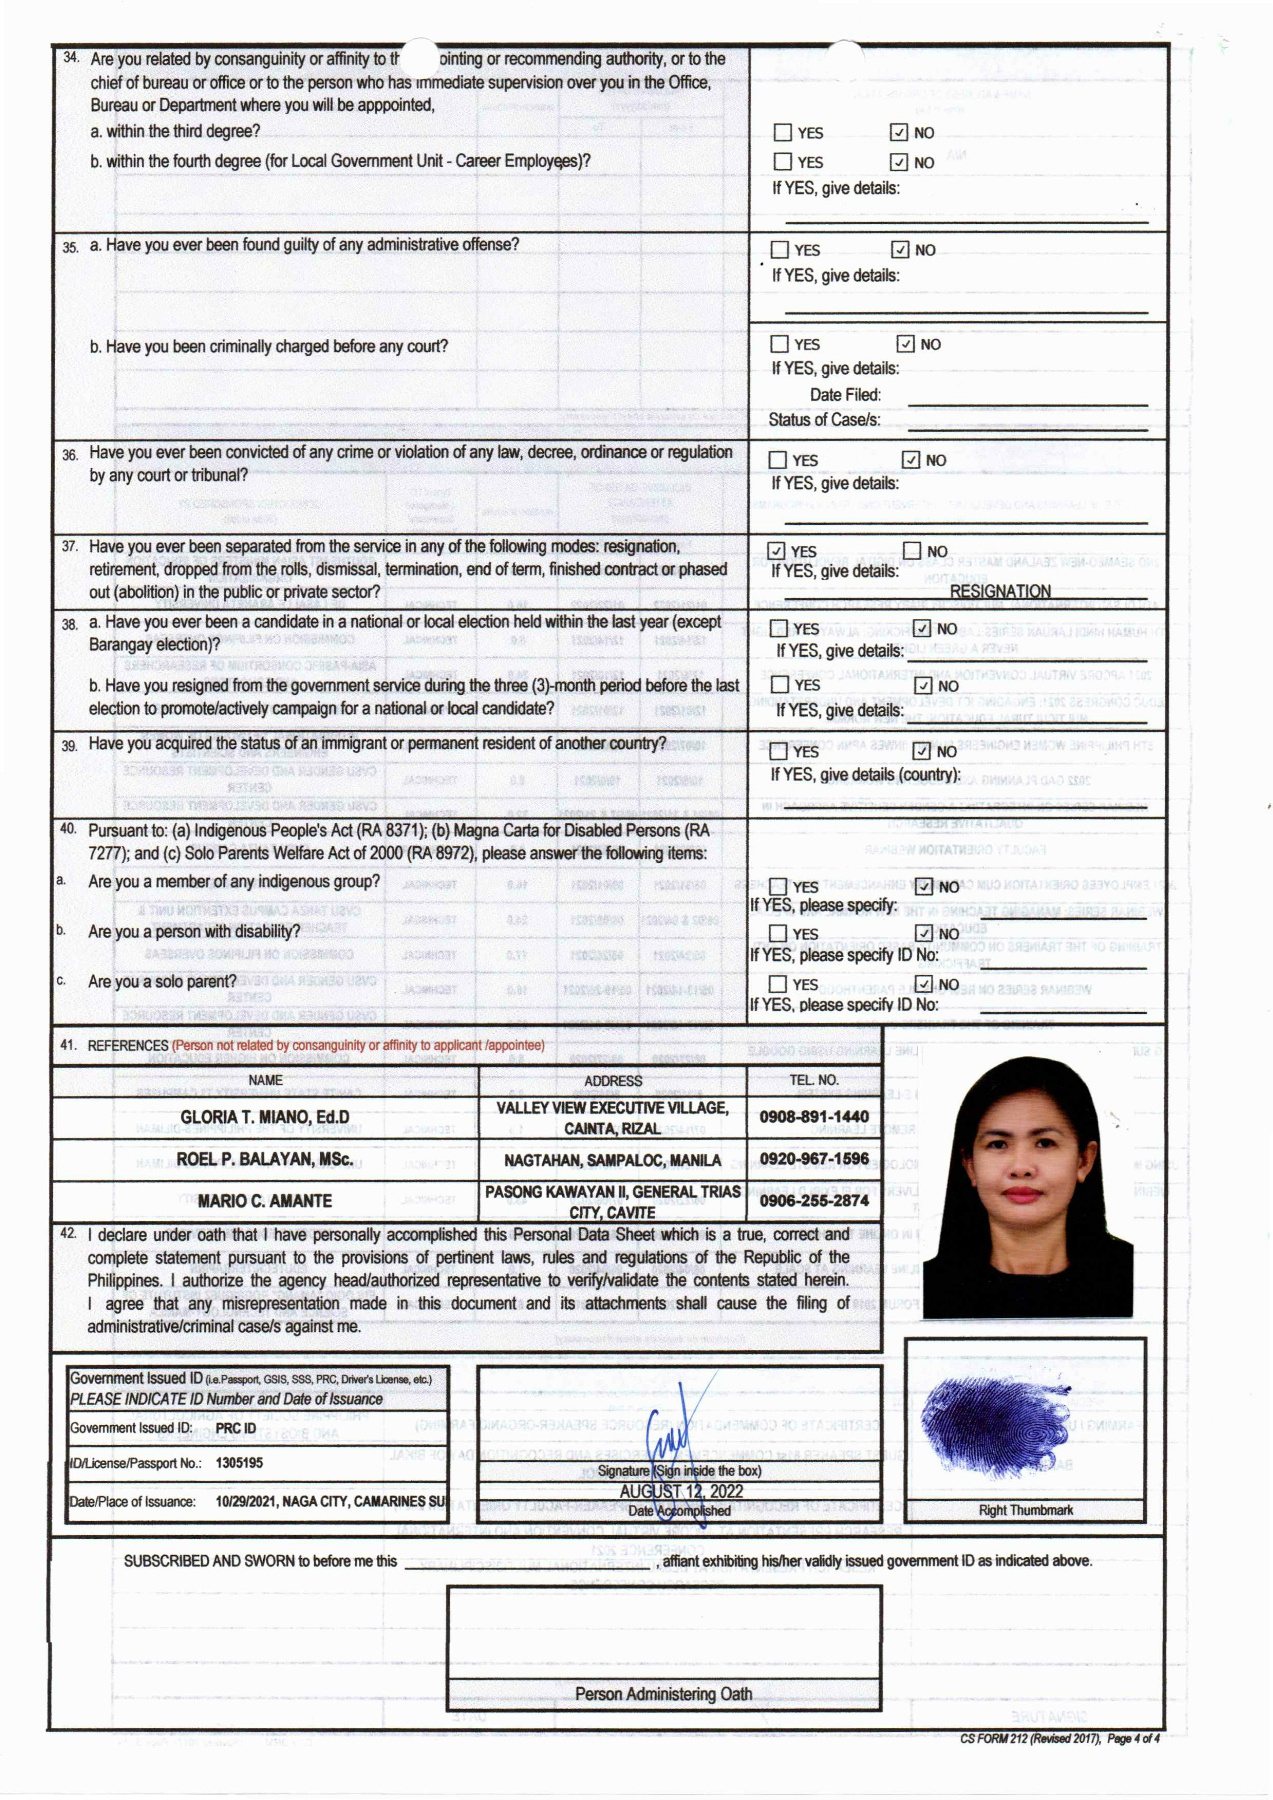 34. Are you related by consanguinity or affinity to the ointing or recommending authority, or to the
chief of bureau or office or to the person who has immediate supervision over you in the Office,
Bureau or Department where you will be apppointed,
a. within the third degree?
YES ☑ NO
b. within the fourth degree (for Local Government Unit - Career Employees)?
YES ☑ NO
If YES, give details:
35. a. Have you ever been found guilty of any administrative offense?
YES ☑ NO
If YES, give details:
b. Have you been criminally charged before any court?
YES ☑ NO
If YES, give details:
Date Filed:
Status of Case/s:
36. Have you ever been convicted of any crime or violation of any law, decree, ordinance or regulation
by any court or tribunal?
YES ☑ NO
If YES, give details:
37. Have you ever been separated from the service in any of the following modes: resignation,
retirement, dropped from the rolls, dismissal, termination, end of term, finished contract or phased
out (abolition) in the public or private sector?
☑ YES NO
If YES, give details:
RESIGNATION
38. a. Have you ever been a candidate in a national or local election held within the last year (except
Barangay election)?
YES ☑ NO
If YES, give details:
b. Have you resigned from the government service during the three (3)-month period before the last
election to promote/actively campaign for a national or local candidate?
YES ☑ NO
If YES, give details:
39. Have you acquired the status of an immigrant or permanent resident of another country?
YES ☑ NO
If YES, give details (country):
40. Pursuant to: (a) Indigenous People's Act (RA 8371); (b) Magna Carta for Disabled Persons (RA
7277); and (c) Solo Parents Welfare Act of 2000 (RA 8972), please answer the following items:
a. Are you a member of any indigenous group?
YES ☑ NO
If YES, please specify:
b. Are you a person with disability?
YES ☑ NO
If YES, please specify ID No:
c. Are you a solo parent?
YES ☑ NO
If YES, please specify ID No:
41. REFERENCES (Person not related by consanguinity or affinity to applicant /appointee)
NAME ADDRESS TEL. NO.
GLORIA T. MIANO, Ed.D VALLEY VIEW EXECUTIVE VILLAGE, CAINTA, RIZAL 0908-891-1440
ROEL P. BALAYAN, MSc. NAGTAHAN, SAMPALOC, MANILA 0920-967-1596
MARIO C. AMANTE PASONG KAWAYAN II, GENERAL TRIAS CITY, CAVITE 0906-255-2874
42. I declare under oath that I have personally accomplished this Personal Data Sheet which is a true, correct and
complete statement pursuant to the provisions of pertinent laws, rules and regulations of the Republic of the
Philippines. I authorize the agency head/authorized representative to verify/validate the contents stated herein.
I agree that any misrepresentation made in this document and its attachments shall cause the filing of
administrative/criminal case/s against me.
Government Issued ID (i.e.Passport, GSIS, SSS, PRC, Driver's License, etc.)
PLEASE INDICATE ID Number and Date of Issuance
Government Issued ID: PRC ID
ID/License/Passport No.: 1305195
Date/Place of Issuance: 10/29/2021, NAGA CITY, CAMARINES SU
Signature (Sign inside the box)
AUGUST 12, 2022
Date Accomplished
Right Thumbmark
SUBSCRIBED AND SWORN to before me this , affiant exhibiting his/her validly issued government ID as indicated above.
Person Administering Oath
CS FORM 212 (Revised 2017), Page 4 of 4